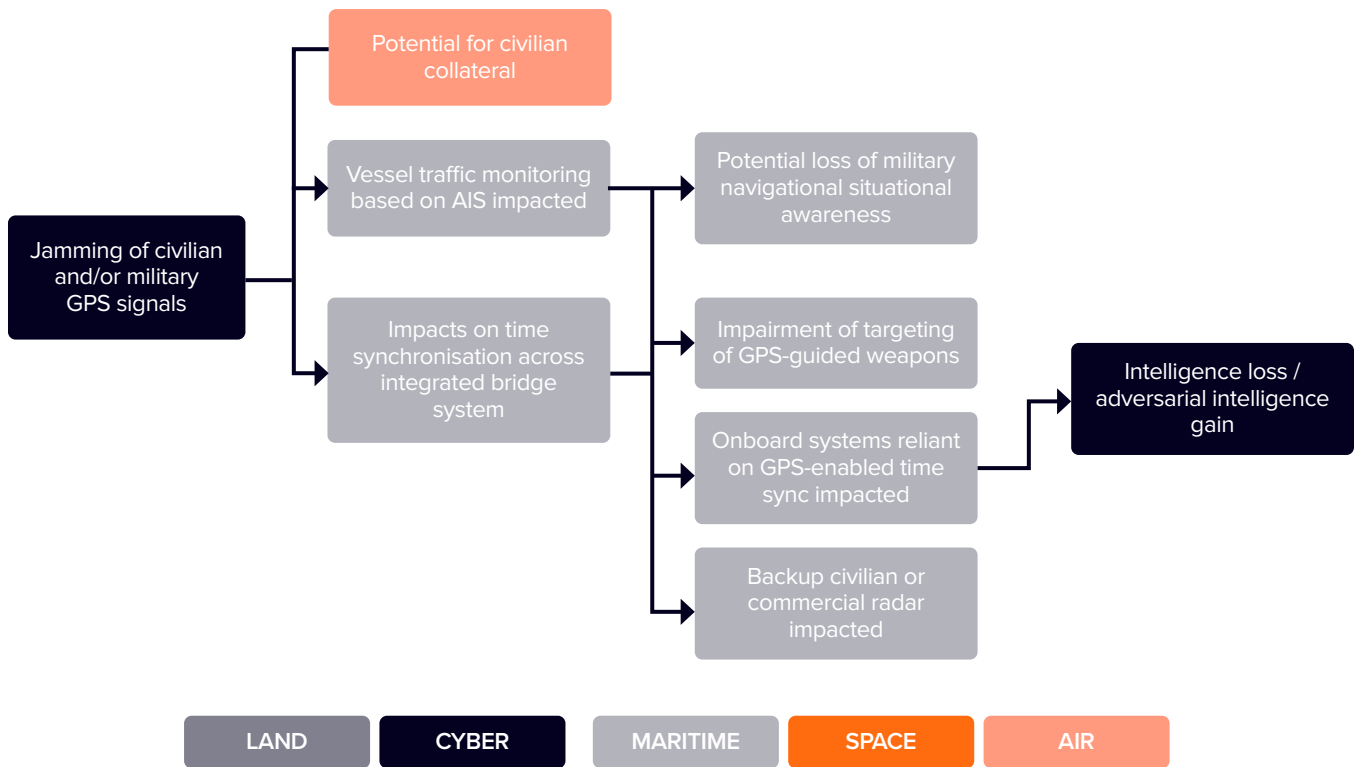 Potential for civilian
collateral
Vessel traffic monitoring
based on AIS impacted
Potential loss of military
navigational situational
awareness
Jamming of civilian
and/or military
GPS signals
Impacts on time
synchronisation across
integrated bridge
system
Impairment of targeting
of GPS-guided weapons
Intelligence loss /
adversarial intelligence
gain
Onboard systems reliant
on GPS-enabled time
sync impacted
Backup civilian or
commercial radar
impacted
LAND
CYBER
MARITIME
SPACE
AIR